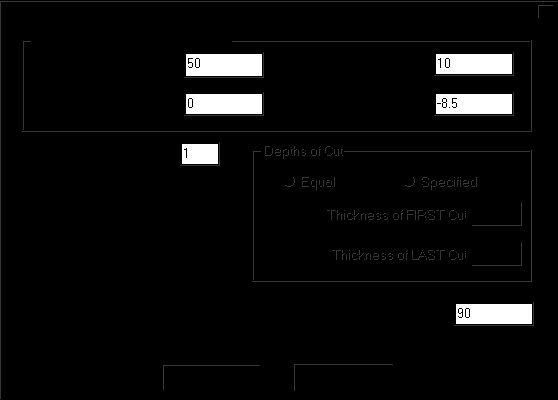 50 10
0 -8.5
1
Depths of Cut
Equal Specified
Thickness of FIRST Cut
Thickness of LAST Cut
90